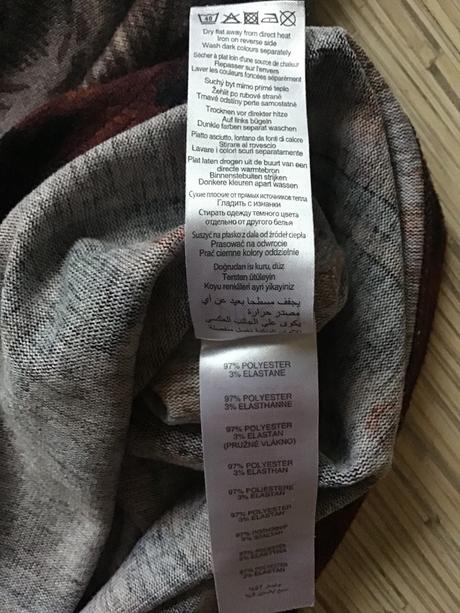 40
Dry flat away from direct heat
Iron on reverse side
Wash dark colours separately
Sécher à plat loin d'une source de chaleur
Repasser sur l'envers
Laver les couleurs foncées séparément
Suchý byt mimo prímé teplo
Žehlit po rubové straně
Tmavé odstíny perte samostatně
Trocknen vor direkter hitze
Auf links bügeln
Dunkle farben separat waschen
Piatto asciutto, lontano da fonti di calore
Stirare al rovescio
Lavare i colori scuri separatamente
Plat laten drogen uit de buurt van een
directe warmtebron
Binnenstebuiten strijken
Donkere kleuren apart wassen
Сухие плоские от прямых источников тепла
Гладить с изнанки
Стирать одежду темного цвета
отдельно от другого белья
Suszyć na płasko z dala od źródeł ciepła
Prasować na odwrocie
Prać ciemne kolory oddzielnie
Doğrudan ısı kuru, düz
Tersten ütüleyin
Koyu renkleri ayri yikayiniz
يجفف مسطحا بعيد عن أي
مصدر حرارة
يكوى على الجانب العكسي
97% POLYESTER
3% ELASTANE
97% POLYESTER
3% ELASTHANNE
97% POLYESTER
3% ELASTAN
(PRUŽNÉ VLÁKNO)
97% POLYESTER
3% ELASTHAN
97% POLIESTERE
3% ELASTAN
97% POLYESTER
3% ELASTAN